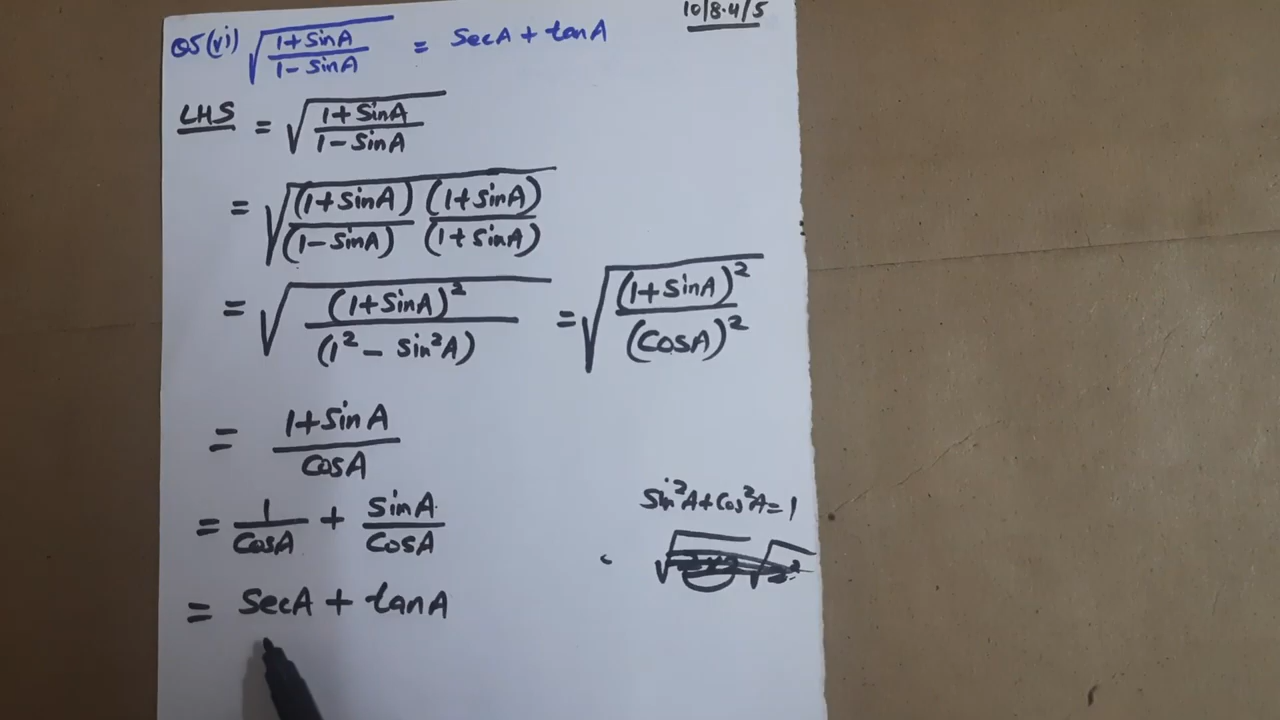 10/8.4/5
Q5(vi) √((1+SinA)/(1-SinA)) = SecA + tanA
LHS = √((1+SinA)/(1-SinA))
= √((1+SinA)(1+SinA)/(1-SinA)(1+SinA))
= √((1+SinA)²/(1²-Sin²A)) = √((1+SinA)²/(CosA)²)
= (1+SinA)/CosA
Sin²A+Cos²A=1
= 1/CosA + SinA/CosA
= SecA + tanA